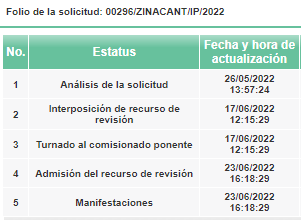 Folio de la solicitud: 00296/ZINACANT/IP/2022
No. Estatus Fecha y hora de actualización
1 Análisis de la solicitud 26/05/2022 13:57:24
2 Interposición de recurso de revisión 17/06/2022 12:15:29
3 Turnado al comisionado ponente 17/06/2022 12:15:29
4 Admisión del recurso de revisión 23/06/2022 16:18:29
5 Manifestaciones 23/06/2022 16:18:29